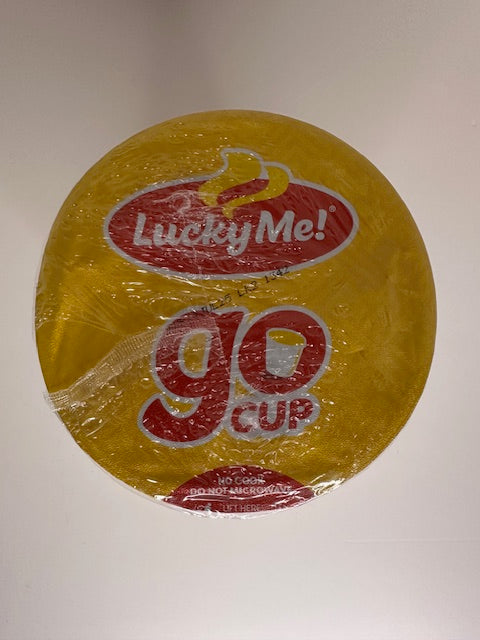 Lucky Me!®
go
CUP
NO COOK
DO NOT MICROWAVE
LIFT HERE